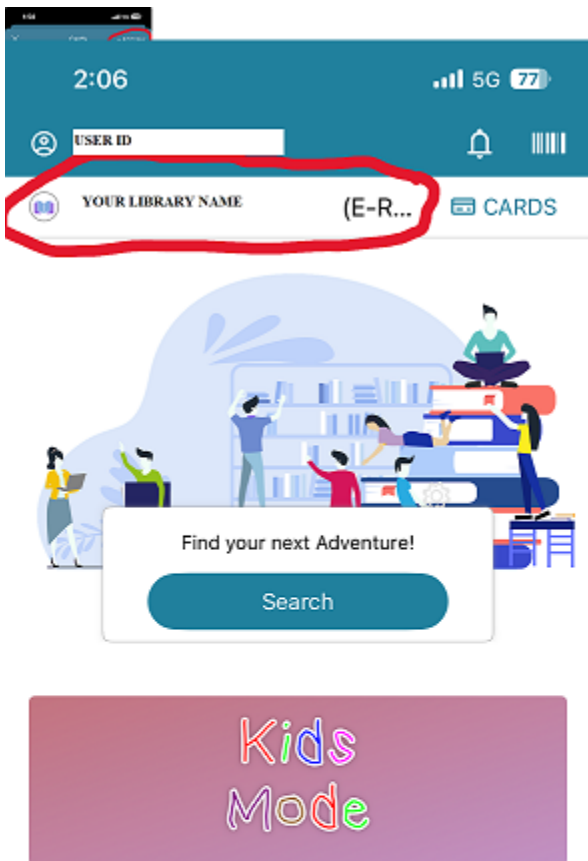 2:06 5G 77
USER ID
YOUR LIBRARY NAME (E-R... CARDS
Find your next Adventure!
Search
Kids
Mode